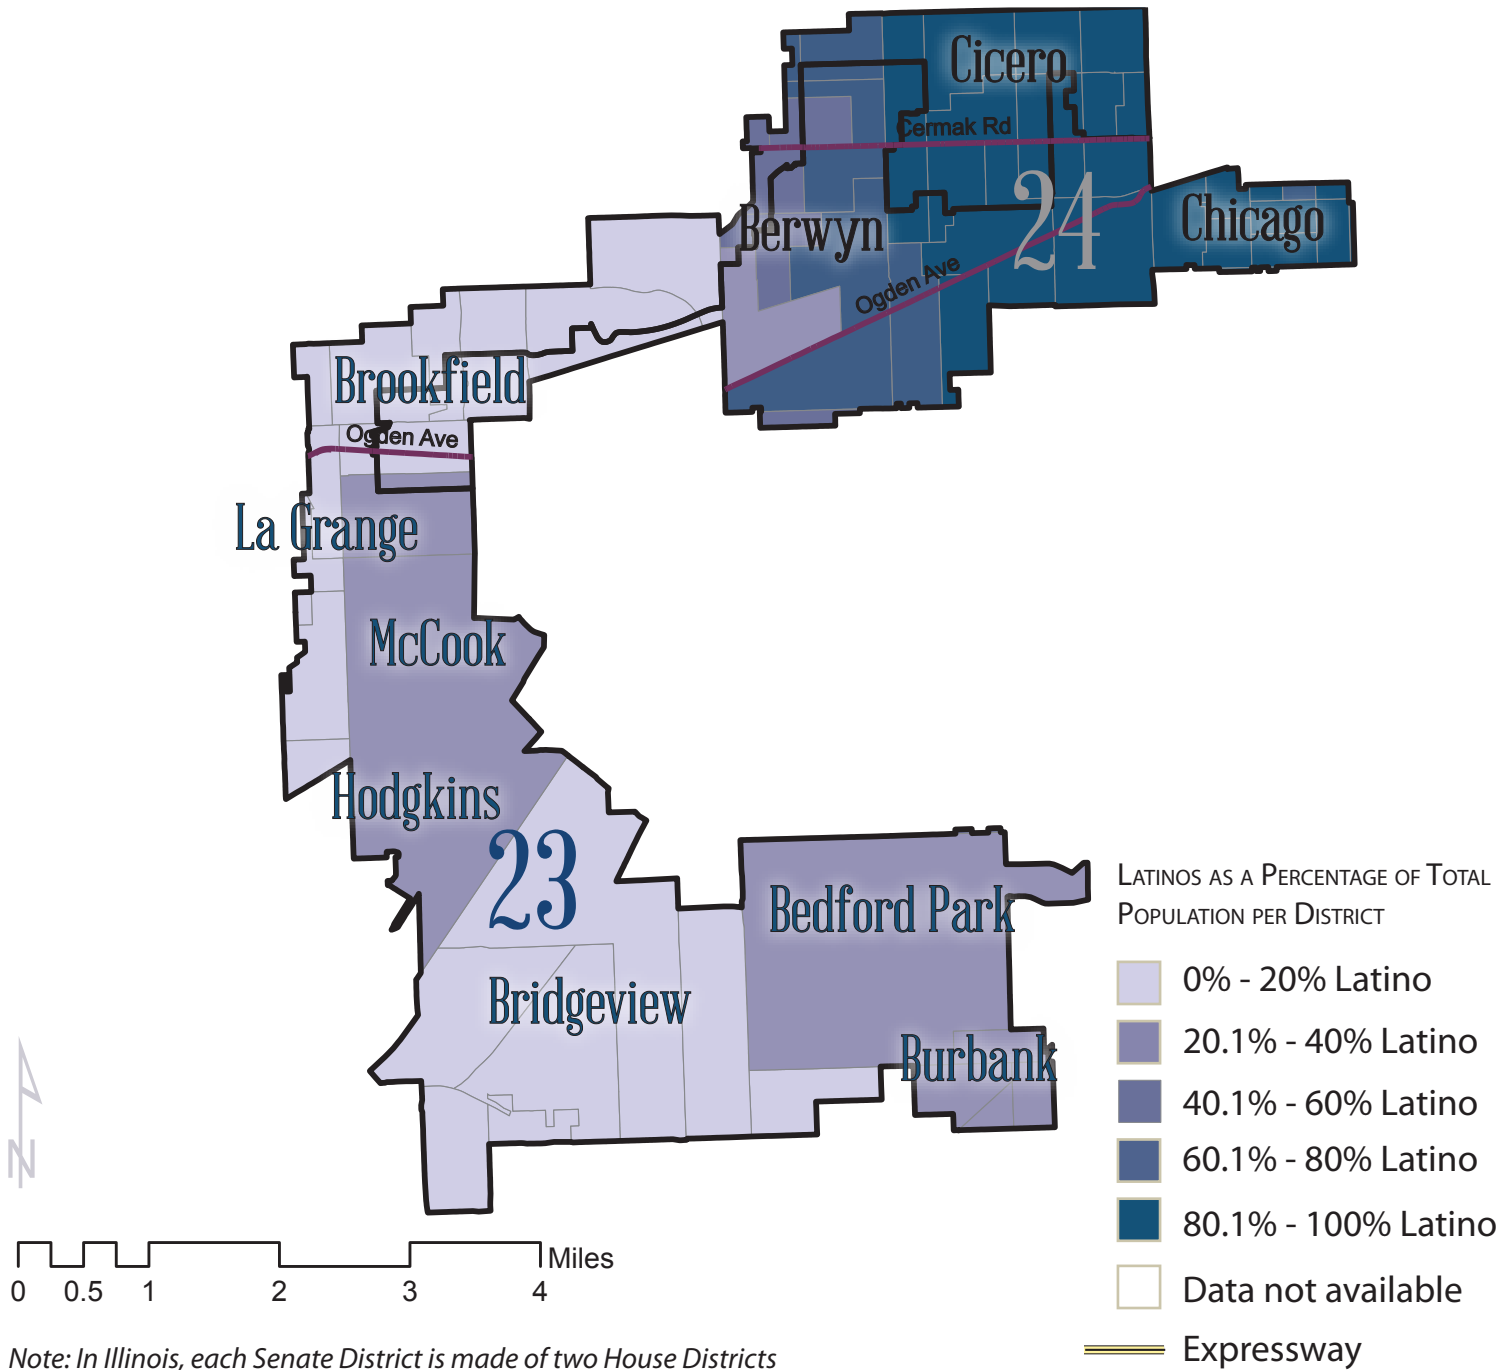 Cicero
Cermak Rd
24
Chicago
Berwyn
Ogden Ave
Brookfield
Ogden Ave
La Grange
McCook
Hodgkins
23
Bedford Park
Bridgeview
Burbank
LATINOS AS A PERCENTAGE OF TOTAL
POPULATION PER DISTRICT
0% - 20% Latino
20.1% - 40% Latino
40.1% - 60% Latino
60.1% - 80% Latino
80.1% - 100% Latino
Data not available
Expressway
N
Miles
0 0.5 1 2 3 4
Note: In Illinois, each Senate District is made of two House Districts